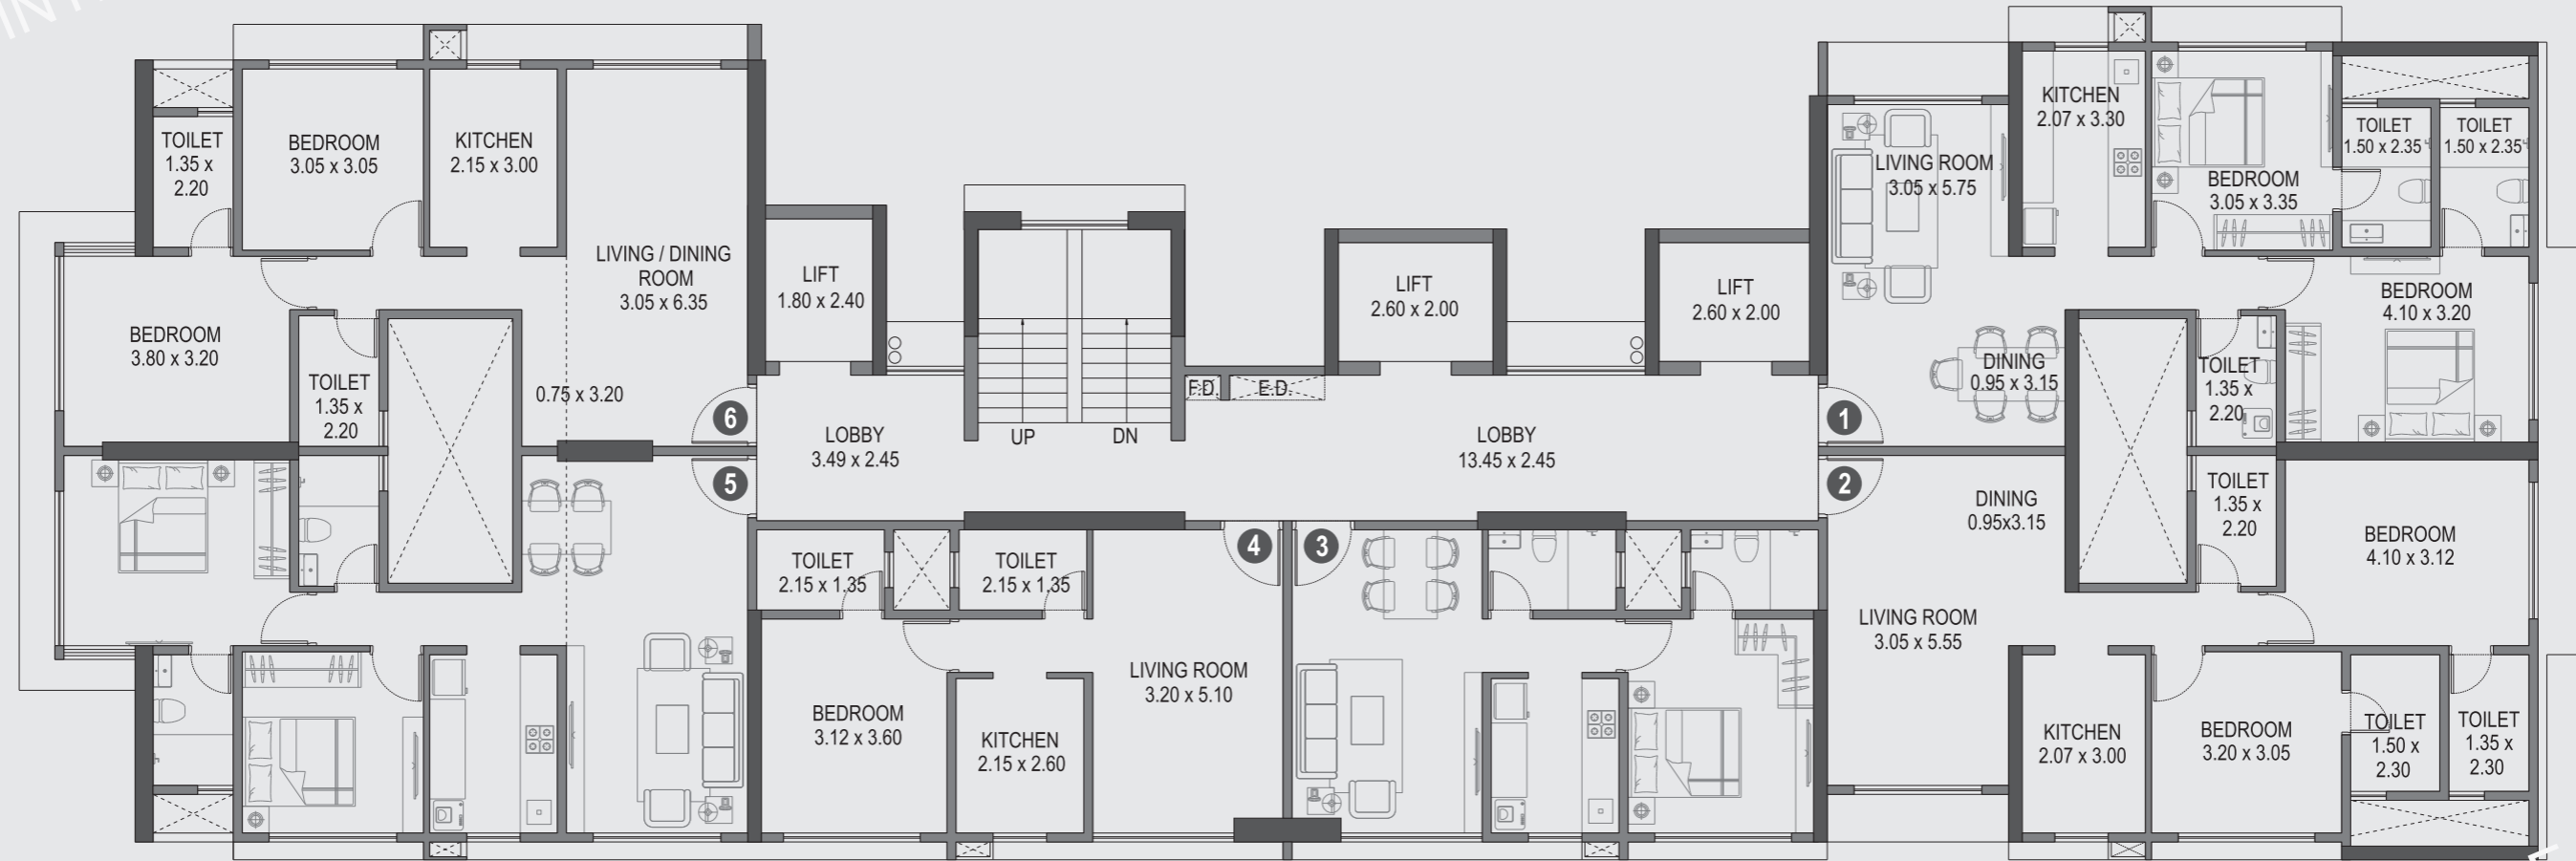 TOILET
1.35 x
2.20
BEDROOM
3.05 x 3.05
KITCHEN
2.15 x 3.00
LIVING / DINING
ROOM
3.05 x 6.35
BEDROOM
3.80 x 3.20
TOILET
1.35 x
2.20
0.75 x 3.20
6
5
LIFT
1.80 x 2.40
LOBBY
3.49 x 2.45
UP
DN
F.D.
E.D.
LIFT
2.60 x 2.00
LIFT
2.60 x 2.00
LOBBY
13.45 x 2.45
LIVING ROOM
3.05 x 5.75
KITCHEN
2.07 x 3.30
BEDROOM
3.05 x 3.35
TOILET
1.50 x 2.35
TOILET
1.50 x 2.35
BEDROOM
4.10 x 3.20
DINING
0.95 x 3.15
TOILET
1.35 x
2.20
1
2
DINING
0.95x3.15
TOILET
1.35 x
2.20
BEDROOM
4.10 x 3.12
LIVING ROOM
3.05 x 5.55
KITCHEN
2.07 x 3.00
BEDROOM
3.20 x 3.05
TOILET
1.50 x
2.30
TOILET
1.35 x
2.30
TOILET
2.15 x 1.35
TOILET
2.15 x 1.35
4
3
LIVING ROOM
3.20 x 5.10
BEDROOM
3.12 x 3.60
KITCHEN
2.15 x 2.60